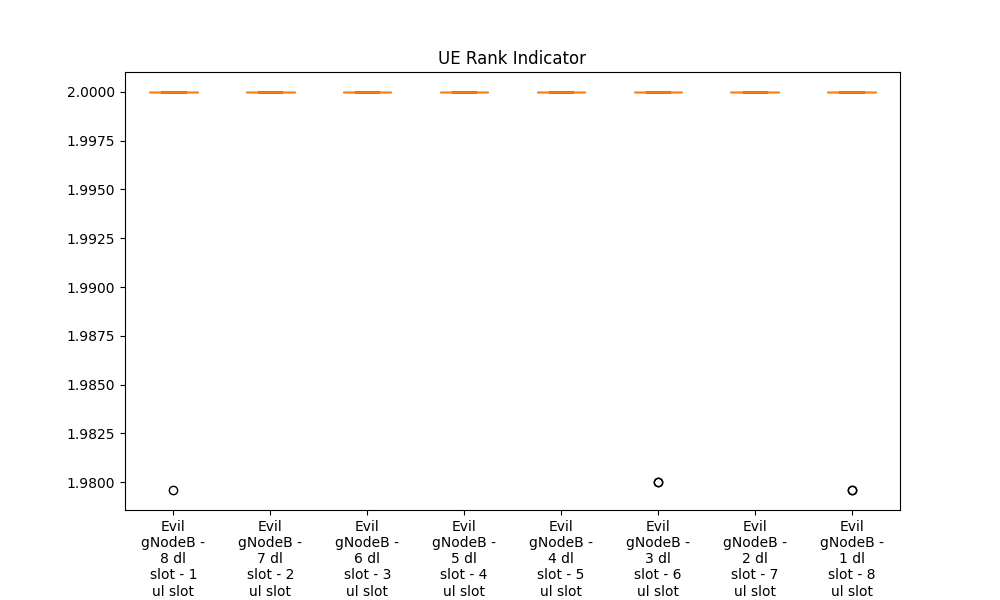 UE Rank Indicator
2.0000
1.9975
1.9950
1.9925
1.9900
1.9875
1.9850
1.9825
1.9800
Evil
gNodeB -
8 dl
slot - 1
ul slot
Evil
gNodeB -
7 dl
slot - 2
ul slot
Evil
gNodeB -
6 dl
slot - 3
ul slot
Evil
gNodeB -
5 dl
slot - 4
ul slot
Evil
gNodeB -
4 dl
slot - 5
ul slot
Evil
gNodeB -
3 dl
slot - 6
ul slot
Evil
gNodeB -
2 dl
slot - 7
ul slot
Evil
gNodeB -
1 dl
slot - 8
ul slot